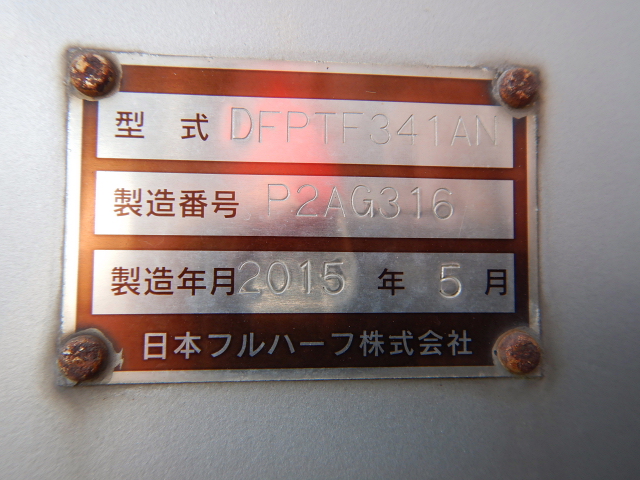 型 式 DFPTF341AN
製造番号 P2AG316
製造年月 2015 年 5 月
日本フルハーフ株式会社